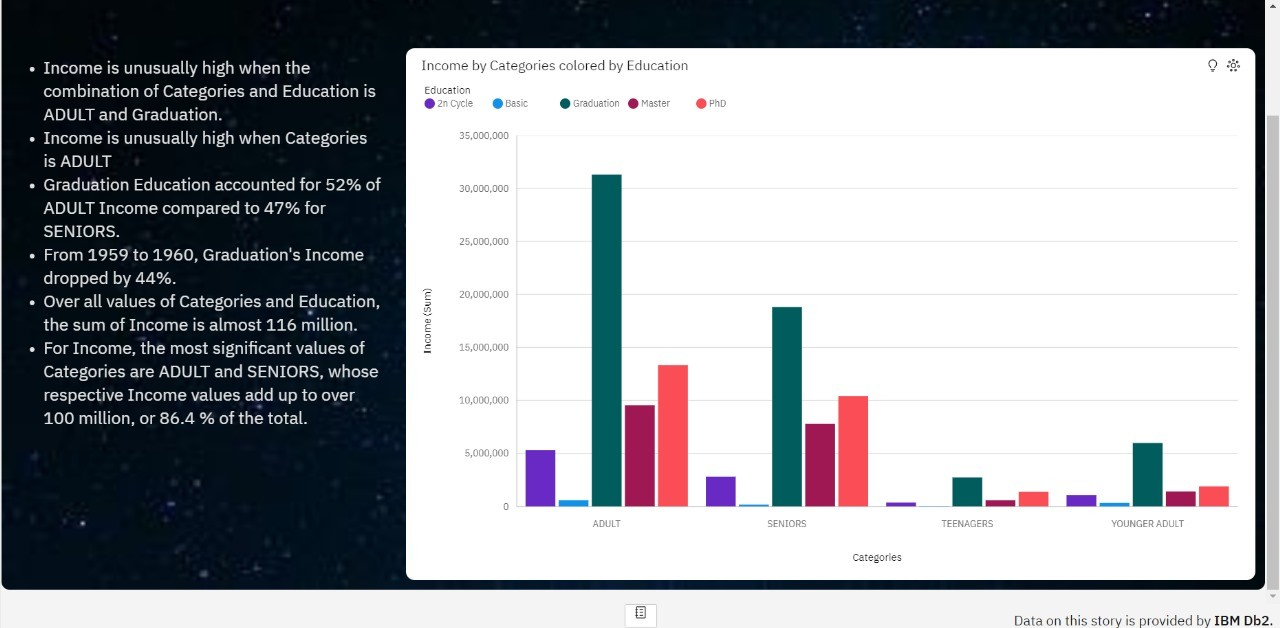 • Income is unusually high when the
combination of Categories and Education is
ADULT and Graduation.
• Income is unusually high when Categories
is ADULT
• Graduation Education accounted for 52% of
ADULT Income compared to 47% for
SENIORS.
• From 1959 to 1960, Graduation's Income
dropped by 44%.
• Over all values of Categories and Education,
the sum of Income is almost 116 million.
• For Income, the most significant values of
Categories are ADULT and SENIORS, whose
respective Income values add up to over
100 million, or 86.4 % of the total.
Income by Categories colored by Education
Education
2n Cycle Basic Graduation Master PhD
35,000,000
30,000,000
25,000,000
20,000,000
15,000,000
10,000,000
5,000,000
0
Income (Sum)
ADULT SENIORS TEENAGERS YOUNGER ADULT
Categories
Data on this story is provided by IBM Db2.